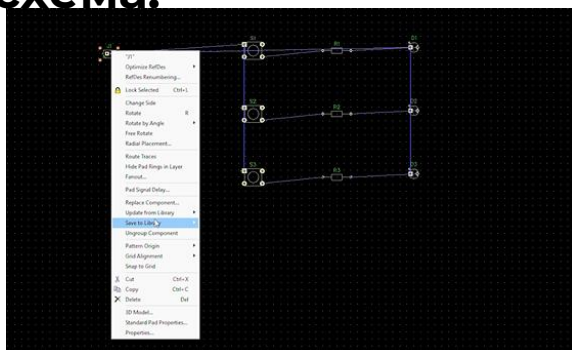 схема.
S1
R1
D1
J1
"J1"
Optimize RefDes
RefDes Renumbering...
Lock Selected Ctrl+L
Change Side
Rotate R
Rotate by Angle
Free Rotate
Radial Placement...
Route Traces
Hide Pad Rings in Layer
Fanout...
Pad Signal Delay...
Replace Component...
Update from Library
Save to Library
Ungroup Component
Pattern Origin
Grid Alignment
Snap to Grid
Cut Ctrl+X
Copy Ctrl+C
Delete Del
3D Model...
Standard Pad Properties...
Properties...
S2
R2
D2
S3
R3
D3